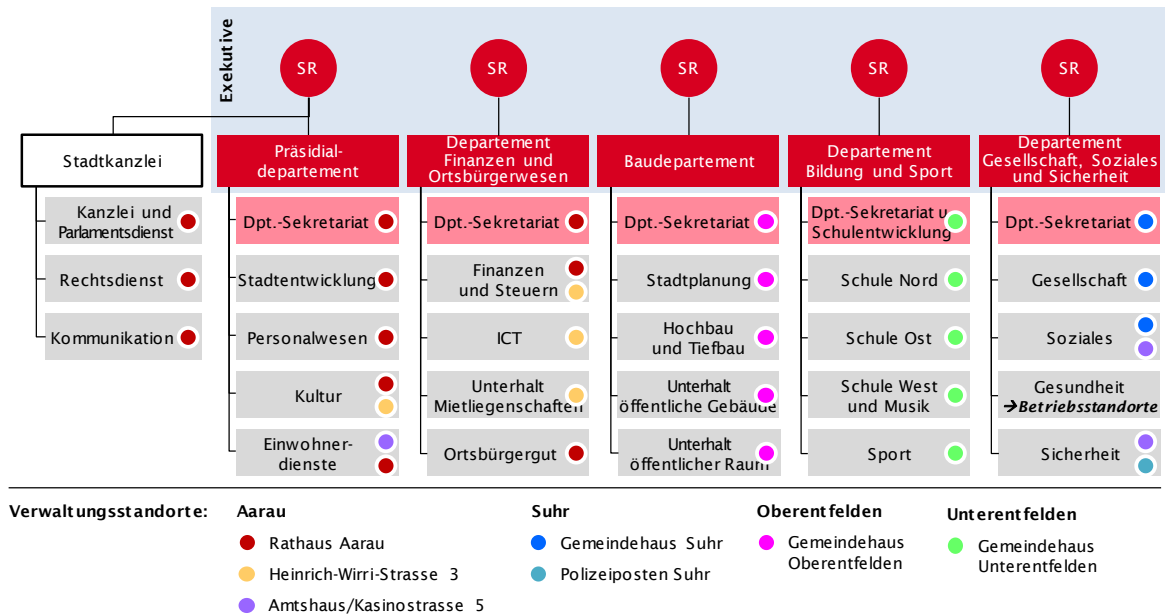 Exekutive
SR
SR
SR
SR
SR
Stadtkanzlei
Präsidial-
departement
Departement
Finanzen und
Ortsbürgerwesen
Baudepartement
Departement
Bildung und Sport
Departement
Gesellschaft, Soziales
und Sicherheit
Kanzlei und
Parlamentsdienst
Rechtsdienst
Kommunikation
Dpt.-Sekretariat
Stadtentwicklung
Personalwesen
Kultur
Einwohner-
dienste
Dpt.-Sekretariat
Finanzen
und Steuern
ICT
Unterhalt
Mietliegenschaften
Ortsbürgergut
Dpt.-Sekretariat
Stadtplanung
Hochbau
und Tiefbau
Unterhalt
öffentliche Gebäude
Unterhalt
öffentlicher Raum
Dpt.-Sekretariat u
Schulentwicklung
Schule Nord
Schule Ost
Schule West
und Musik
Sport
Dpt.-Sekretariat
Gesellschaft
Soziales
Gesundheit
→Betriebsstandorte
Sicherheit
Verwaltungsstandorte:
Aarau
Rathaus Aarau
Heinrich-Wirri-Strasse 3
Amtshaus/Kasinostrasse 5
Suhr
Gemeindehaus Suhr
Polizeiposten Suhr
Oberentfelden
Gemeindehaus
Oberentfelden
Unterentfelden
Gemeindehaus
Unterentfelden